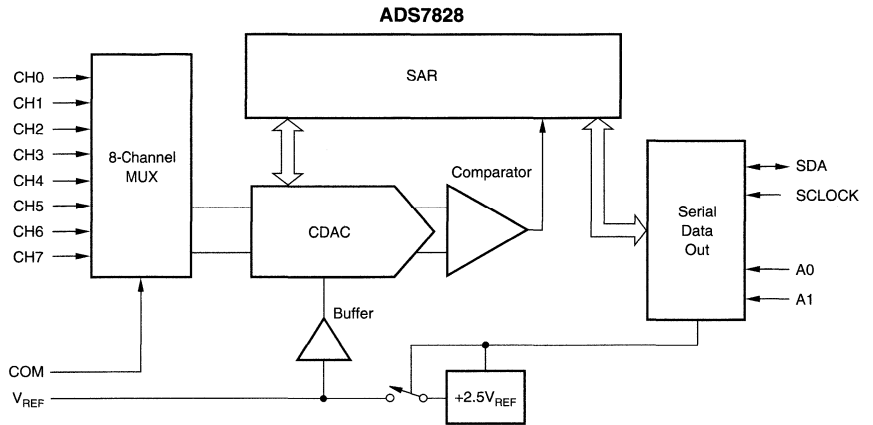 ADS7828
SAR
CH0
CH1
CH2
CH3
CH4
CH5
CH6
CH7
8-Channel
MUX
Comparator
CDAC
Buffer
Serial
Data
Out
SDA
SCLOCK
A0
A1
COM
VREF
+2.5VREF